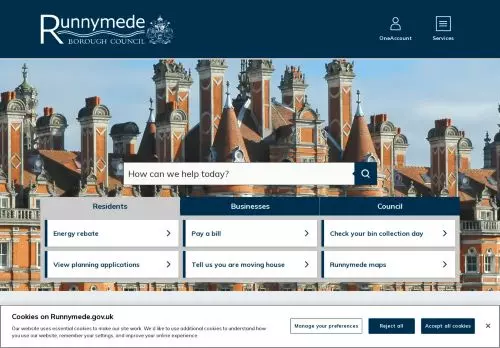 Runnymede
BOROUGH COUNCIL
OneAccount
Services
How can we help today?
Residents
Businesses
Council
Energy rebate
Pay a bill
Check your bin collection day
View planning applications
Tell us you are moving house
Runnymede maps
Cookies on Runnymede.gov.uk
Our website uses essential cookies to make our site work. We'd like to use additional cookies to understand how
you use our website, remember your settings, and improve your online experience.
Manage your preferences
Reject all
Accept all cookies